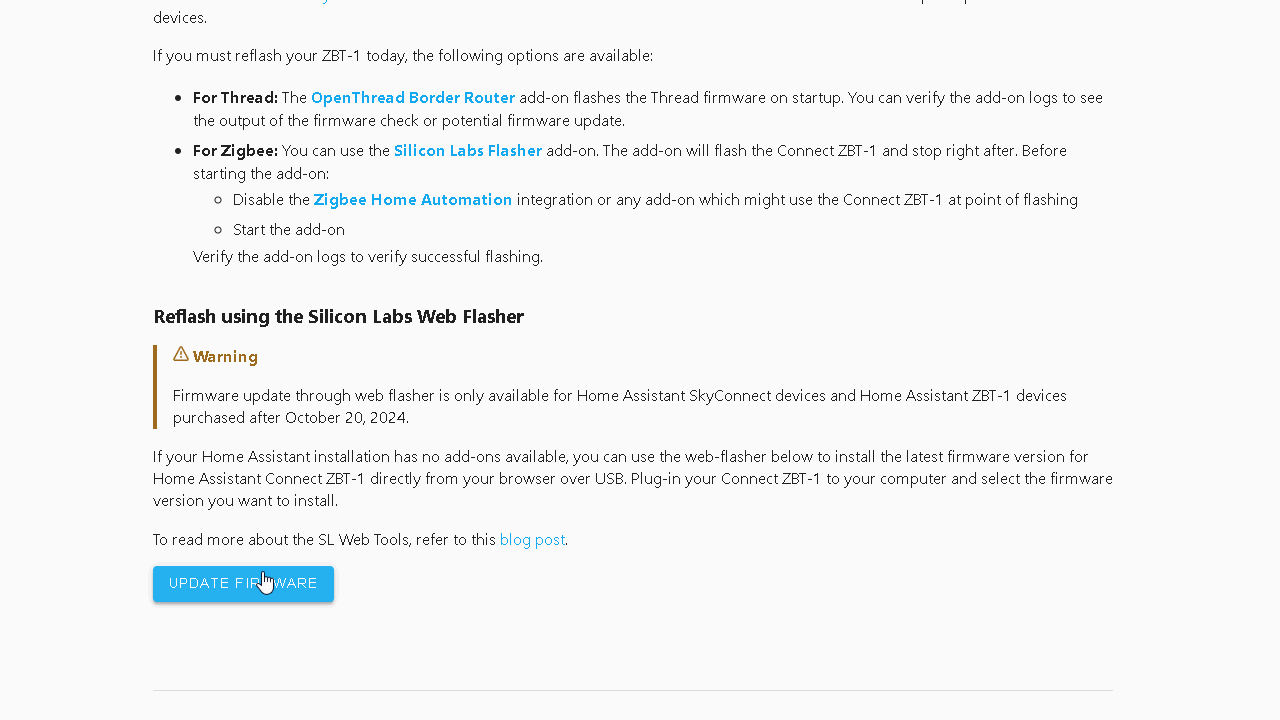 devices.
If you must reflash your ZBT-1 today, the following options are available:
For Thread: The OpenThread Border Router add-on flashes the Thread firmware on startup. You can verify the add-on logs to see
the output of the firmware check or potential firmware update.
For Zigbee: You can use the Silicon Labs Flasher add-on. The add-on will flash the Connect ZBT-1 and stop right after. Before
starting the add-on:
Disable the Zigbee Home Automation integration or any add-on which might use the Connect ZBT-1 at point of flashing
Start the add-on
Verify the add-on logs to verify successful flashing.
Reflash using the Silicon Labs Web Flasher
Warning
Firmware update through web flasher is only available for Home Assistant SkyConnect devices and Home Assistant ZBT-1 devices
purchased after October 20, 2024.
If your Home Assistant installation has no add-ons available, you can use the web-flasher below to install the latest firmware version for
Home Assistant Connect ZBT-1 directly from your browser over USB. Plug-in your Connect ZBT-1 to your computer and select the firmware
version you want to install.
To read more about the SL Web Tools, refer to this blog post.
UPDATE FIRMWARE